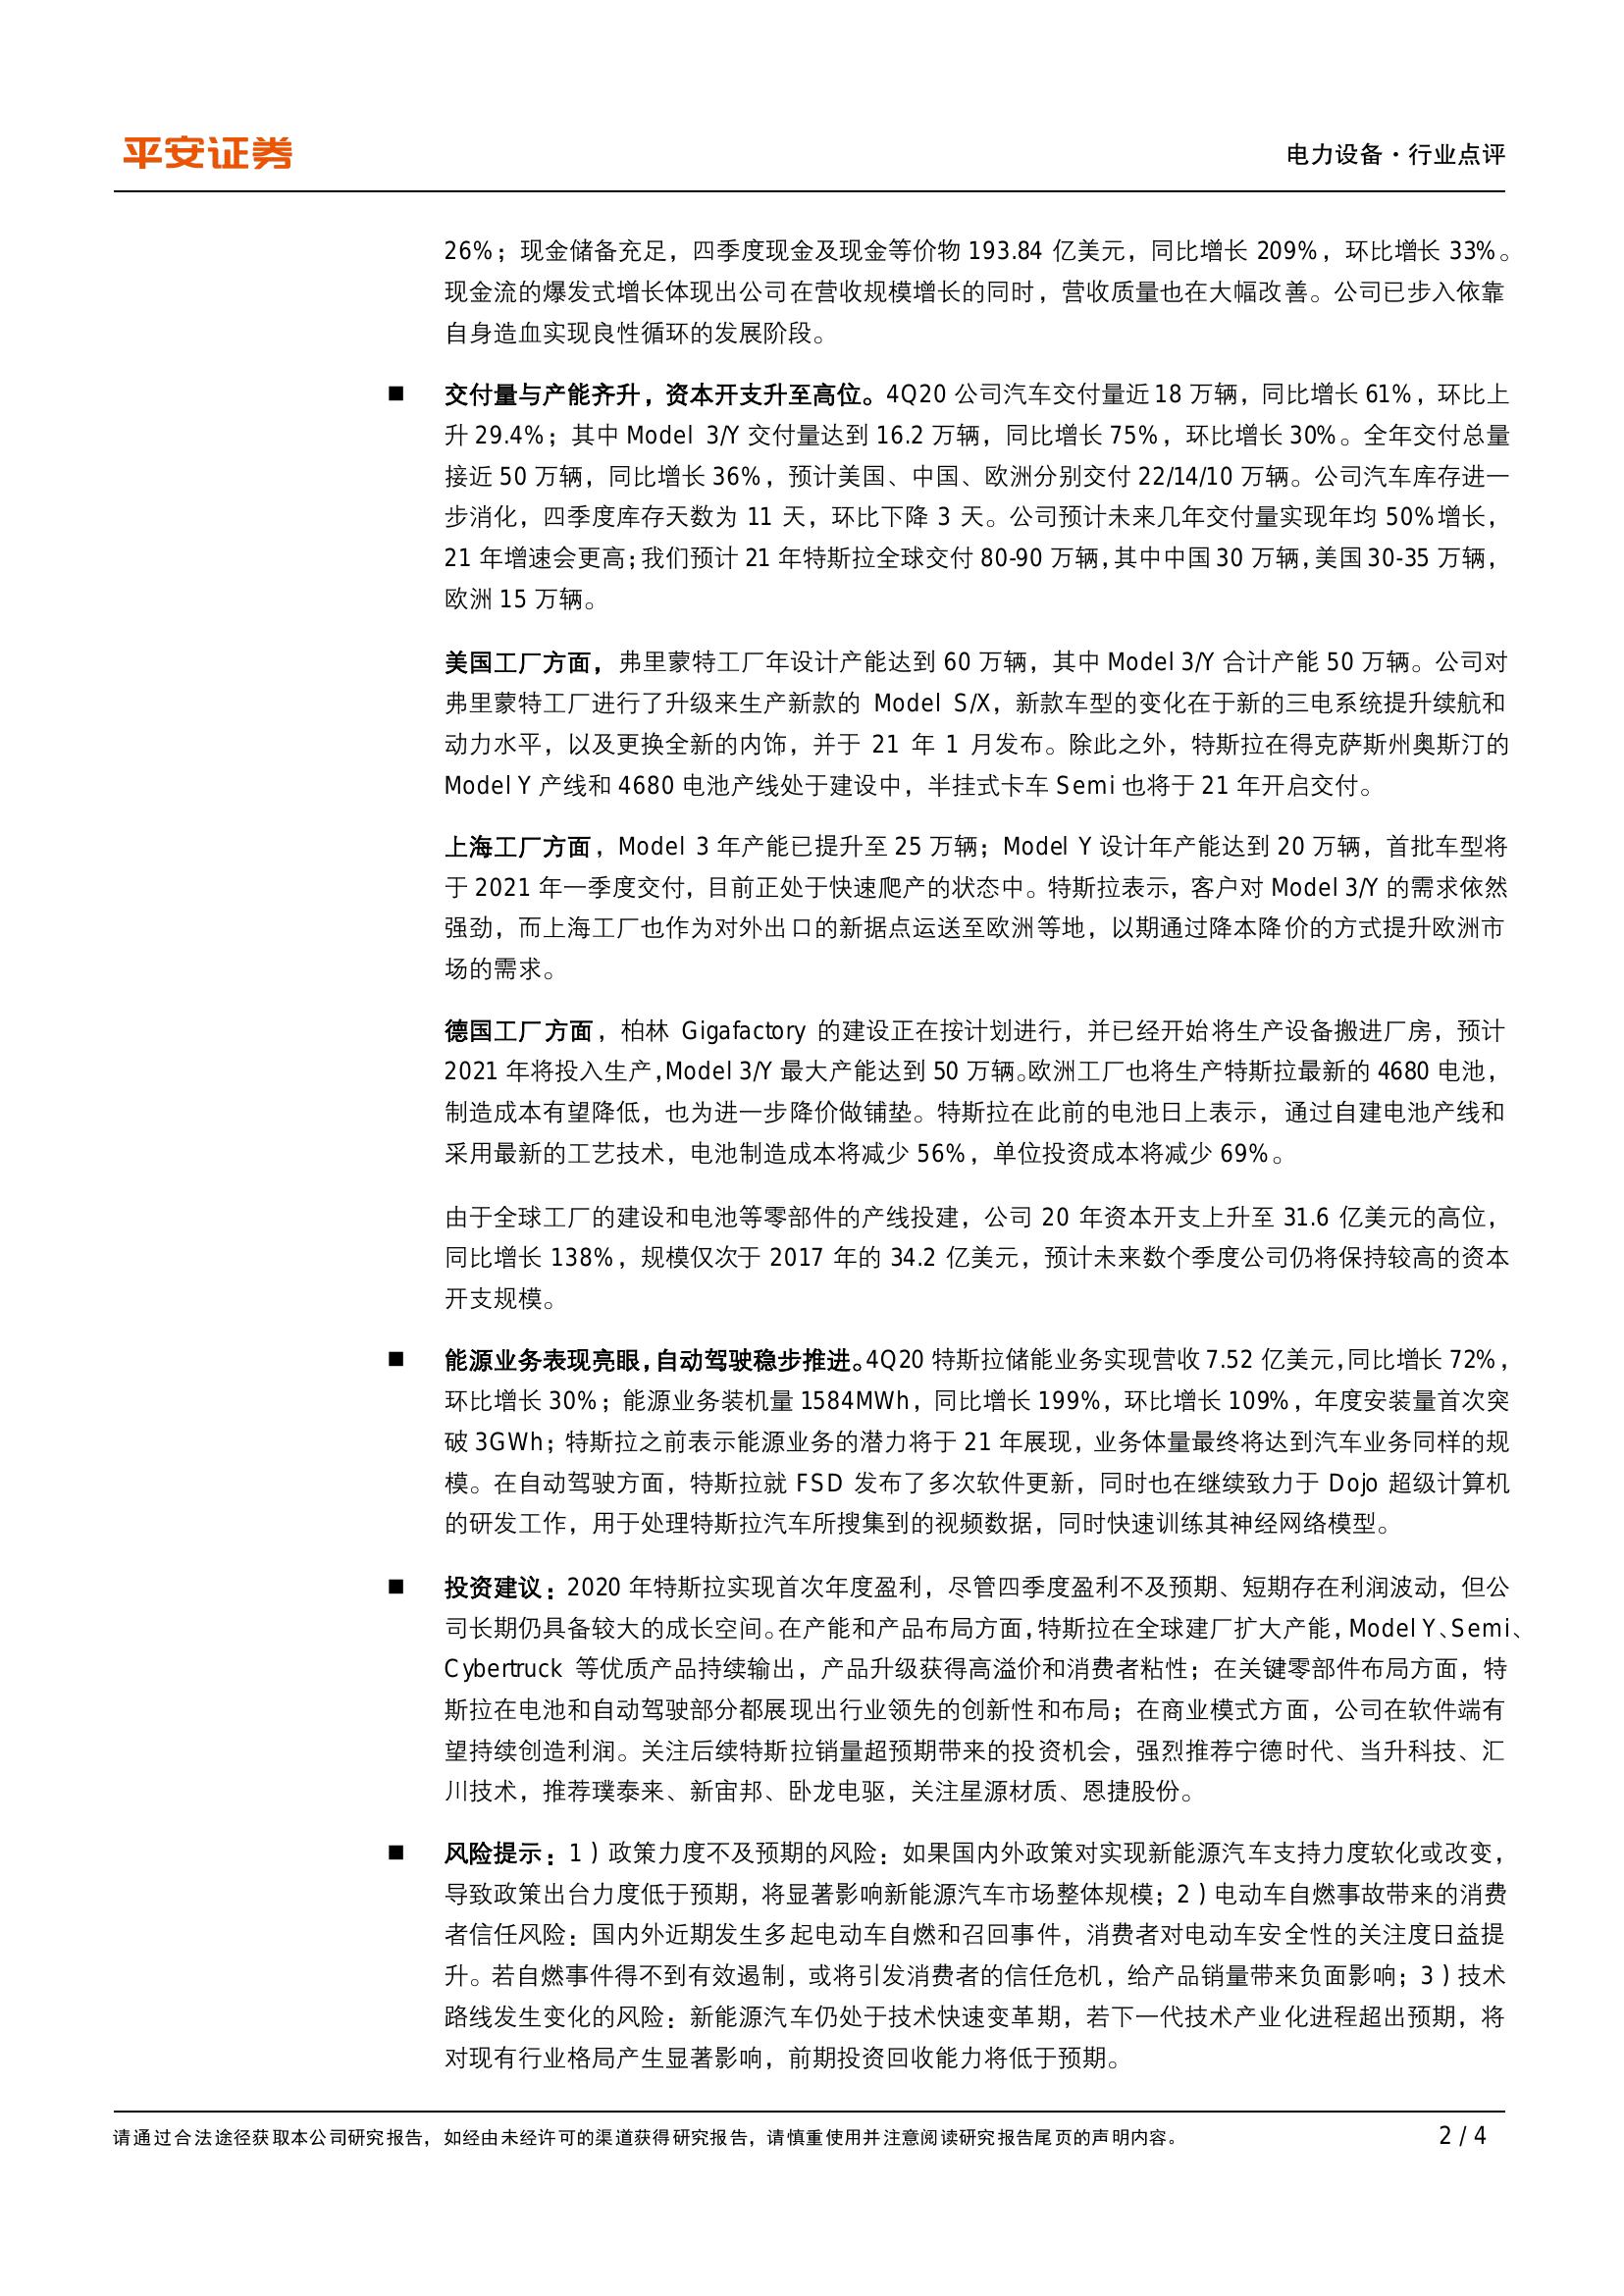 平安证券
电力设备·行业点评
26%；现金储备充足，四季度现金及现金等价物 193.84 亿美元，同比增长 209%，环比增长 33%。
现金流的爆发式增长体现出公司在营收规模增长的同时，营收质量也在大幅改善。公司已步入依靠
自身造血实现良性循环的发展阶段。
■ 交付量与产能齐升，资本开支升至高位。4Q20 公司汽车交付量近 18 万辆，同比增长 61%，环比上
升 29.4%；其中 Model 3/Y 交付量达到 16.2 万辆，同比增长 75%，环比增长 30%。全年交付总量
接近 50 万辆，同比增长 36%，预计美国、中国、欧洲分别交付 22/14/10 万辆。公司汽车库存进一
步消化，四季度库存天数为 11 天，环比下降 3 天。公司预计未来几年交付量实现年均 50%增长，
21 年增速会更高；我们预计 21 年特斯拉全球交付 80-90 万辆，其中中国 30 万辆，美国 30-35 万辆，
欧洲 15 万辆。
美国工厂方面，弗里蒙特工厂年设计产能达到 60 万辆，其中 Model 3/Y 合计产能 50 万辆。公司对
弗里蒙特工厂进行了升级来生产新款的 Model S/X，新款车型的变化在于新的三电系统提升续航和
动力水平，以及更换全新的内饰，并于 21 年 1 月发布。除此之外，特斯拉在得克萨斯州奥斯汀的
Model Y 产线和 4680 电池产线处于建设中，半挂式卡车 Semi 也将于 21 年开启交付。
上海工厂方面，Model 3 年产能已提升至 25 万辆；Model Y 设计年产能达到 20 万辆，首批车型将
于 2021 年一季度交付，目前正处于快速爬产的状态中。特斯拉表示，客户对 Model 3/Y 的需求依然
强劲，而上海工厂也作为对外出口的新据点运送至欧洲等地，以期通过降本降价的方式提升欧洲市
场的需求。
德国工厂方面，柏林 Gigafactory 的建设正在按计划进行，并已经开始将生产设备搬进厂房，预计
2021 年将投入生产，Model 3/Y 最大产能达到 50 万辆。欧洲工厂也将生产特斯拉最新的 4680 电池，
制造成本有望降低，也为进一步降价做铺垫。特斯拉在此前的电池日上表示，通过自建电池产线和
采用最新的工艺技术，电池制造成本将减少 56%，单位投资成本将减少 69%。
由于全球工厂的建设和电池等零部件的产线投建，公司 20 年资本开支上升至 31.6 亿美元的高位，
同比增长 138%，规模仅次于 2017 年的 34.2 亿美元，预计未来数个季度公司仍将保持较高的资本
开支规模。
■ 能源业务表现亮眼，自动驾驶稳步推进。4Q20 特斯拉储能业务实现营收 7.52 亿美元，同比增长 72%，
环比增长 30%；能源业务装机量 1584MWh，同比增长 199%，环比增长 109%，年度安装量首次突
破 3GWh；特斯拉之前表示能源业务的潜力将于 21 年展现，业务体量最终将达到汽车业务同样的规
模。在自动驾驶方面，特斯拉就 FSD 发布了多次软件更新，同时也在继续致力于 Dojo 超级计算机
的研发工作，用于处理特斯拉汽车所搜集到的视频数据，同时快速训练其神经网络模型。
■ 投资建议：2020 年特斯拉实现首次年度盈利，尽管四季度盈利不及预期、短期存在利润波动，但公
司长期仍具备较大的成长空间。在产能和产品布局方面，特斯拉在全球建厂扩大产能，Model Y、Semi、
Cybertruck 等优质产品持续输出，产品升级获得高溢价和消费者粘性；在关键零部件布局方面，特
斯拉在电池和自动驾驶部分都展现出行业领先的创新性和布局；在商业模式方面，公司在软件端有
望持续创造利润。关注后续特斯拉销量超预期带来的投资机会，强烈推荐宁德时代、当升科技、汇
川技术，推荐璞泰来、新宙邦、卧龙电驱，关注星源材质、恩捷股份。
■ 风险提示：1）政策力度不及预期的风险：如果国内外政策对实现新能源汽车支持力度软化或改变，
导致政策出台力度低于预期，将显著影响新能源汽车市场整体规模；2）电动车自燃事故带来的消费
者信任风险：国内外近期发生多起电动车自燃和召回事件，消费者对电动车安全性的关注度日益提
升。若自燃事件得不到有效遏制，或将引发消费者的信任危机，给产品销量带来负面影响；3）技术
路线发生变化的风险：新能源汽车仍处于技术快速变革期，若下一代技术产业化进程超出预期，将
对现有行业格局产生显著影响，前期投资回收能力将低于预期。
请通过合法途径获取本公司研究报告，如经由未经许可的渠道获得研究报告，请慎重使用并注意阅读研究报告尾页的声明内容。
2 / 4